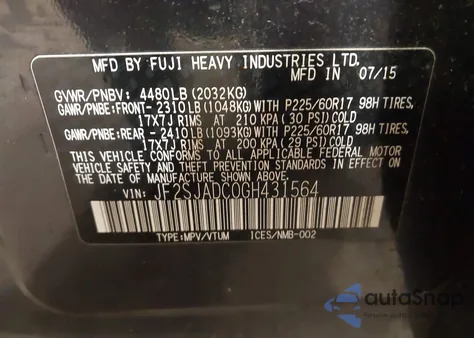 MFD BY FUJI HEAVY INDUSTRIES LTD.
MFD IN 07/15
GVWR/PNBV: 4480LB(2032KG)
GAWR/PNBE:FRONT-2310LB(1048KG)WITH P225/60R17 98H TIRES,
17X7J RIMS AT 210 KPA(30 PSI)COLD
GAWR/PNBE:REAR -2410LB(1093KG)WITH P225/60R17 98H TIRES,
17X7J RIMS AT 200 KPA(29 PSI)COLD
THIS VEHICLE CONFORMS TO ALL APPLICABLE
FEDERAL MOTOR VEHICLE SAFETY STANDARDS
IN EFFECT ON THE DATE OF MANUFACTURE SHOWN ABOVE.
VIN: JF2SJADC0GH431564
TYPE:MPV/VTUM ICES/NMB-002
autoSnap